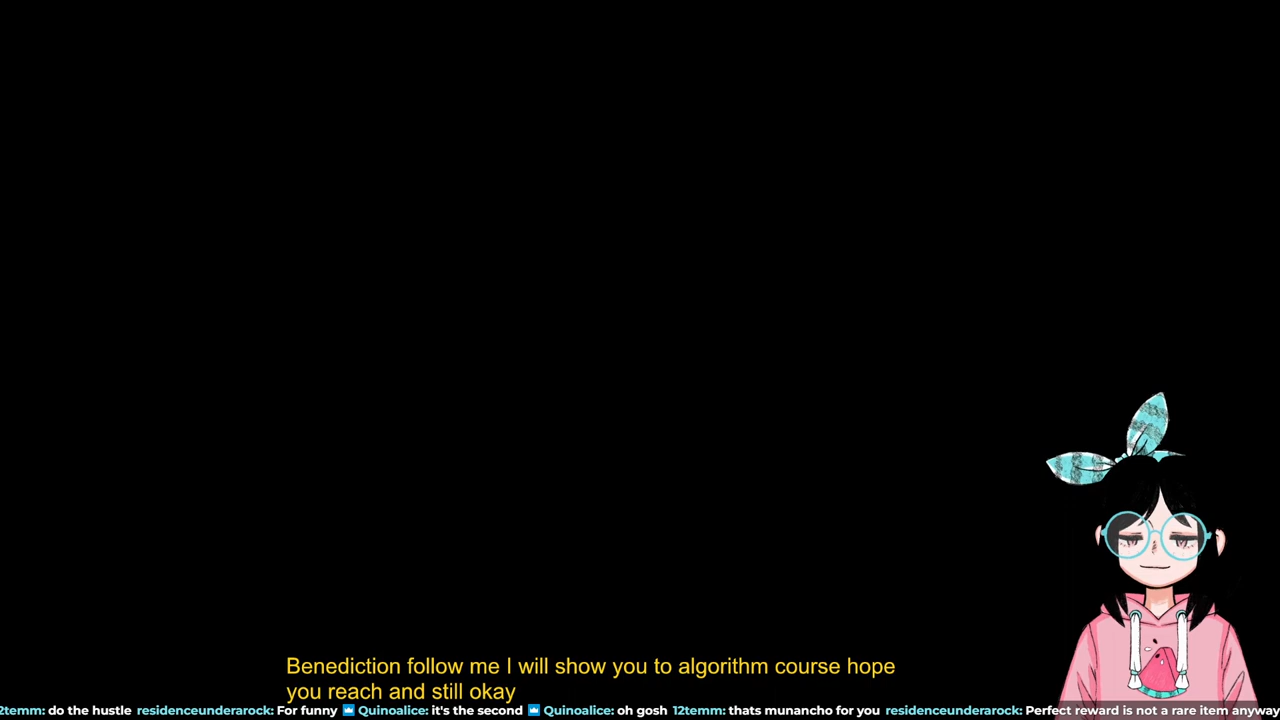 Benediction follow me I will show you to algorithm course hope
you reach and still okay
2temm: do the hustle residenceunderarock: For funny Quinoalice: it's the second Quinoalice: oh gosh 12temm: thats munancho for you residenceunderarock: Perfect reward is not a rare item anyway